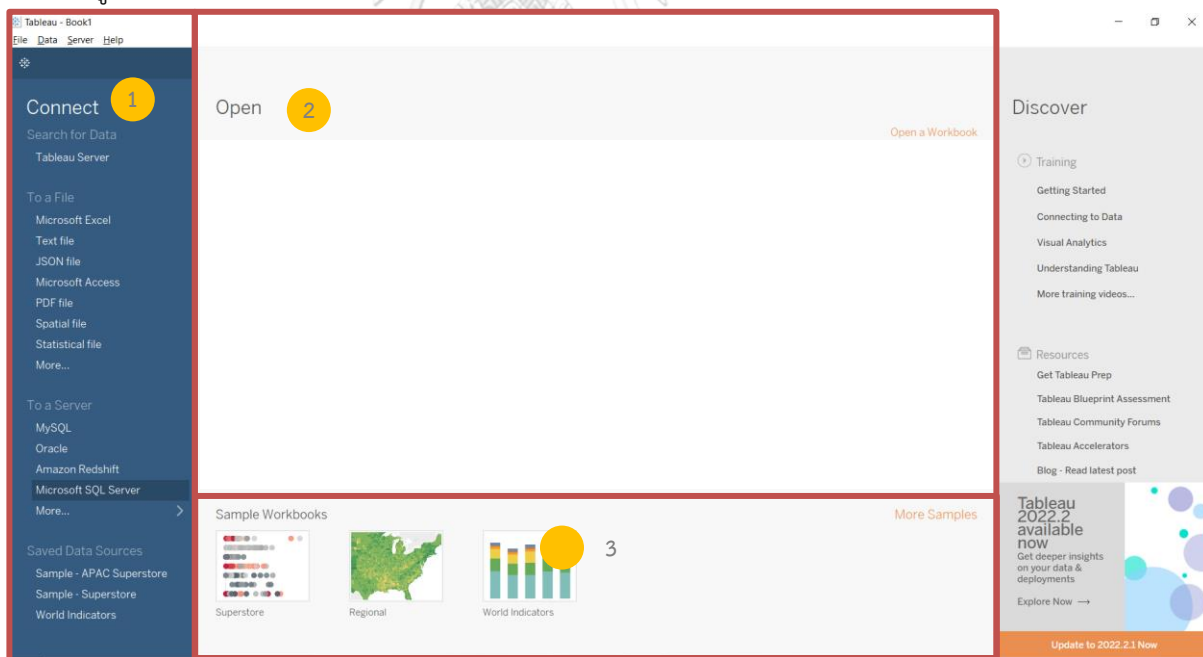 Tableau - Book1
File Data Server Help
Connect
1
Search for Data
Tableau Server
To a File
Microsoft Excel
Text file
JSON file
Microsoft Access
PDF file
Spatial file
Statistical file
More...
To a Server
MySQL
Oracle
Amazon Redshift
Microsoft SQL Server
More...
Saved Data Sources
Sample - APAC Superstore
Sample - Superstore
World Indicators
Open
2
Open a Workbook
Sample Workbooks
More Samples
3
Superstore
Regional
World Indicators
Discover
Training
Getting Started
Connecting to Data
Visual Analytics
Understanding Tableau
More training videos...
Resources
Get Tableau Prep
Tableau Blueprint Assessment
Tableau Community Forums
Tableau Accelerators
Blog - Read latest post
Tableau
2022.2
available
now
Get deeper insights
on your data &
deployments
Explore Now →
Update to 2022.2.1 Now